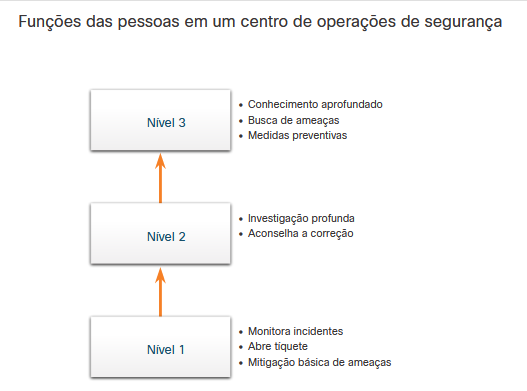 Funções das pessoas em um centro de operações de segurança
Nível 3
• Conhecimento aprofundado
• Busca de ameaças
• Medidas preventivas
Nível 2
• Investigação profunda
• Aconselha a correção
Nível 1
• Monitora incidentes
• Abre tíquete
• Mitigação básica de ameaças